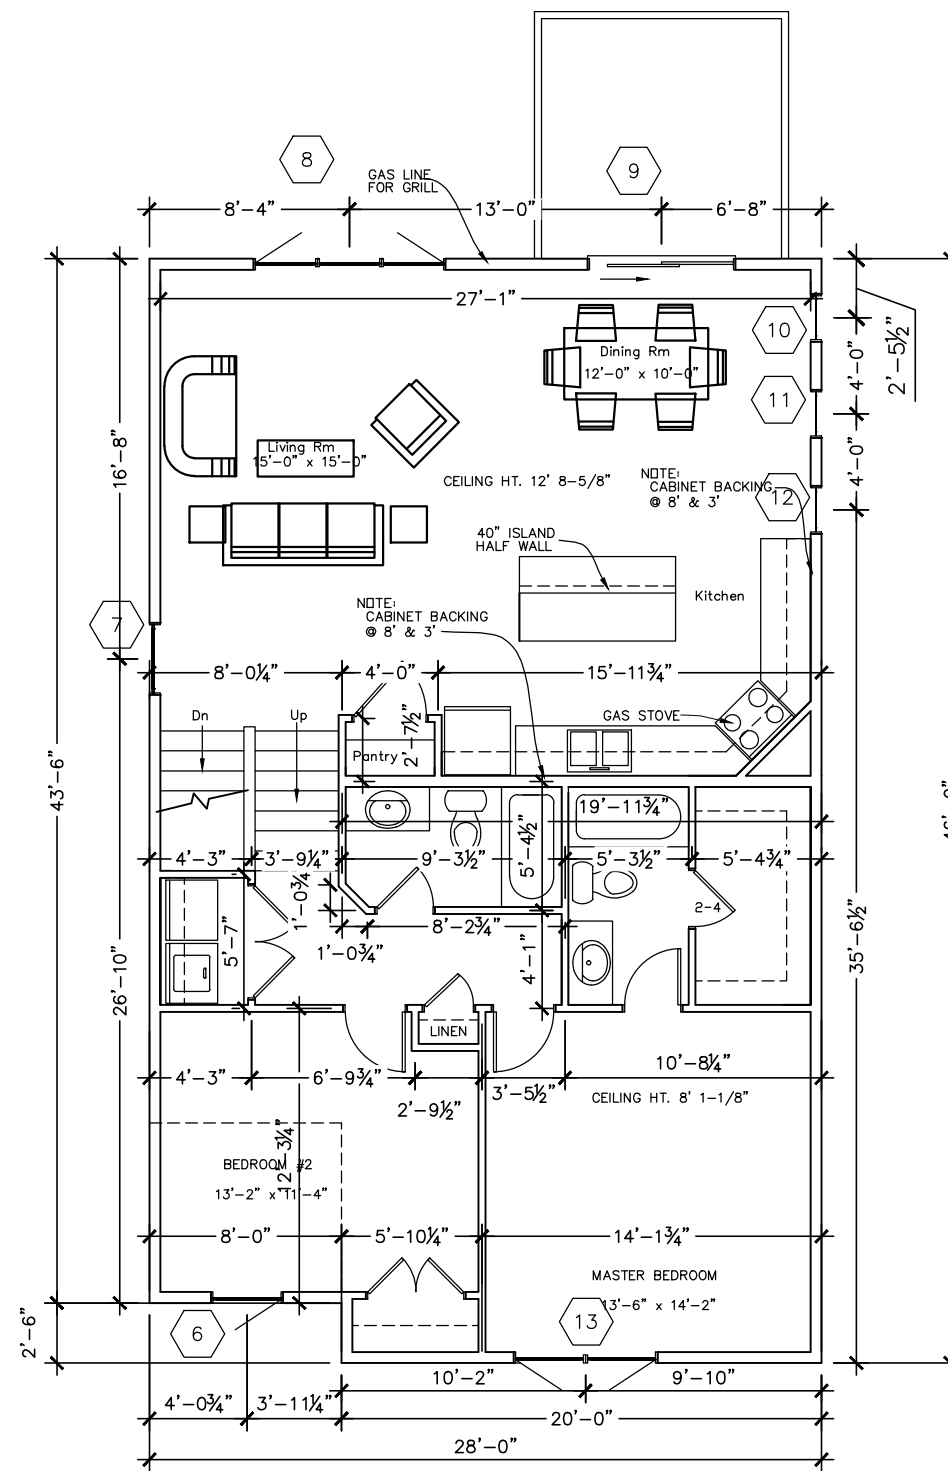 8
9
GAS LINE
FOR GRILL
8'-4"
13'-0"
6'-8"
27'-1"
10
2'-5½"
Dining Rm
12'-0" x 10'-0"
4'-0"
11
Living Rm
15'-0" x 15'-0"
16'-8"
CEILING HT. 12' 8-5/8"
NOTE:
CABINET BACKING
@ 8' & 3'
4'-0"
12
40" ISLAND
HALF WALL
Kitchen
NOTE:
CABINET BACKING
@ 8' & 3'
7
8'-0¼"
4'-0"
15'-11¾"
Dn
Up
GAS STOVE
2'-7½"
Pantry
43'-6"
19'-11¾"
5'-4½"
4'-3"
3'-9¼"
9'-3½"
5'-3½"
5'-4¾"
1'-0¾"
2-4
5'-7"
8'-2¾"
1'-0¾"
4'-1"
35'-6½"
26'-10"
LINEN
10'-8¼"
4'-3"
6'-9¾"
3'-5½"
2'-9½"
CEILING HT. 8' 1-1/8"
12'-3¼"
BEDROOM #2
13'-2" x 11'-4"
8'-0"
5'-10¼"
14'-1¾"
MASTER BEDROOM
13'-6" x 14'-2"
2'-6"
6
13
10'-2"
9'-10"
4'-0¾"
3'-11¼"
20'-0"
28'-0"